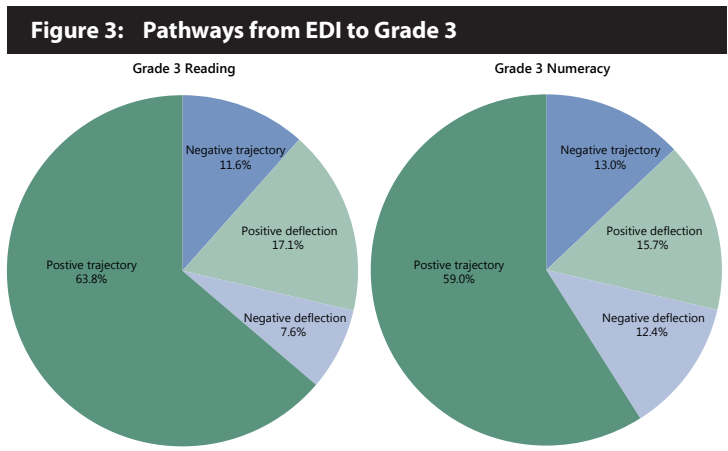 Figure 3: Pathways from EDI to Grade 3
Grade 3 Reading
Negative trajectory
11.6%
Positive deflection
17.1%
Postive trajectory
63.8%
Negative deflection
7.6%
Grade 3 Numeracy
Negative trajectory
13.0%
Positive deflection
15.7%
Postive trajectory
59.0%
Negative deflection
12.4%